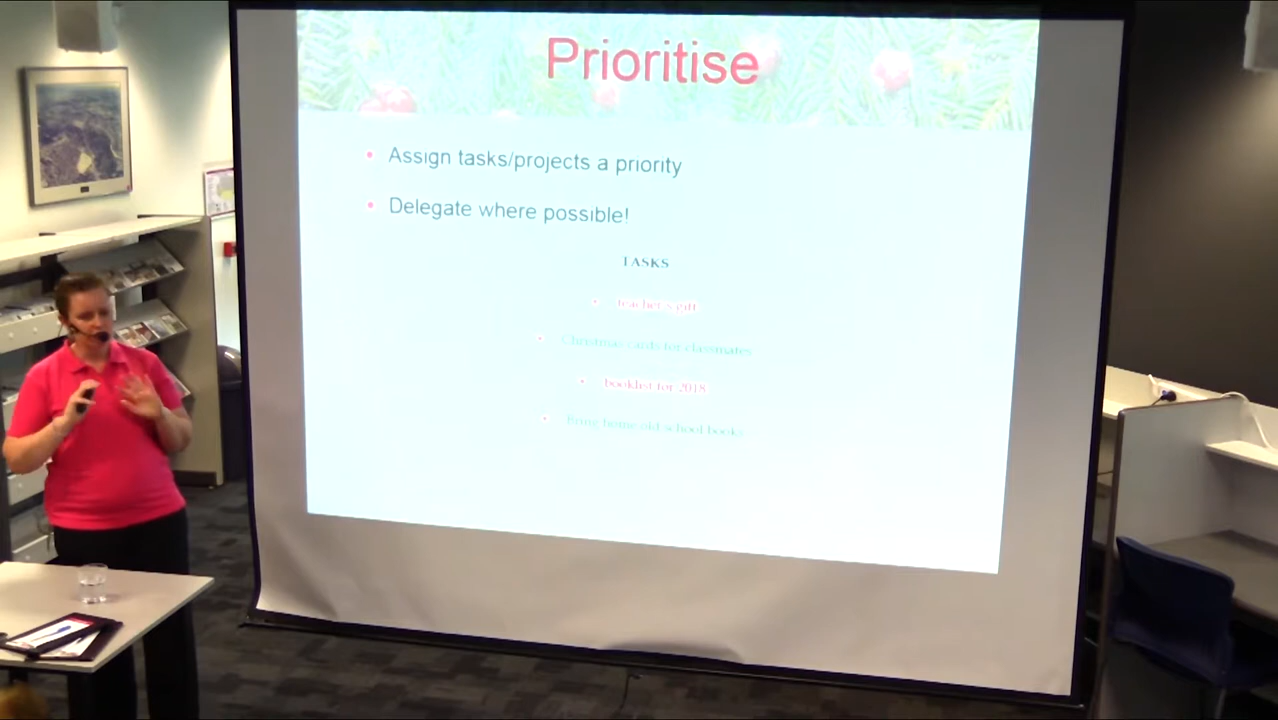 Prioritise
Assign tasks/projects a priority
Delegate where possible!
TASKS
teacher's gift
Christmas cards for classmates
booklist for 2018
Bring home old school books